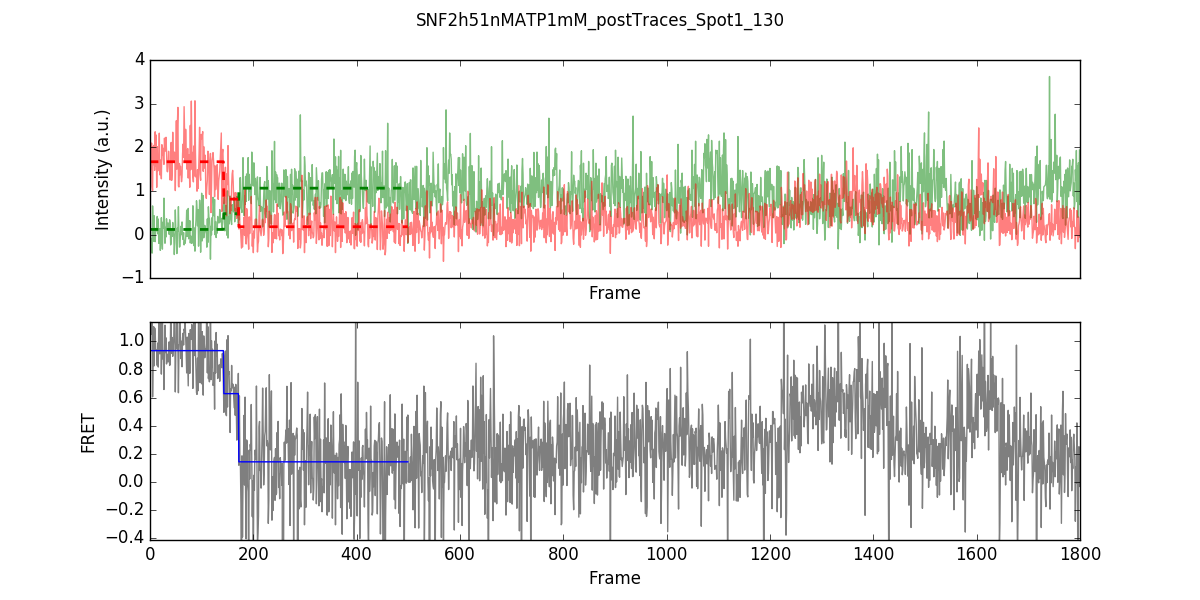 SNF2h51nMATP1mM_postTraces_Spot1_130
4
3
2
1
0
−1
Intensity (a.u.)
Frame
1.0
0.8
0.6
0.4
0.2
0.0
−0.2
−0.4
FRET
0 200 400 600 800 1000 1200 1400 1600 1800
Frame